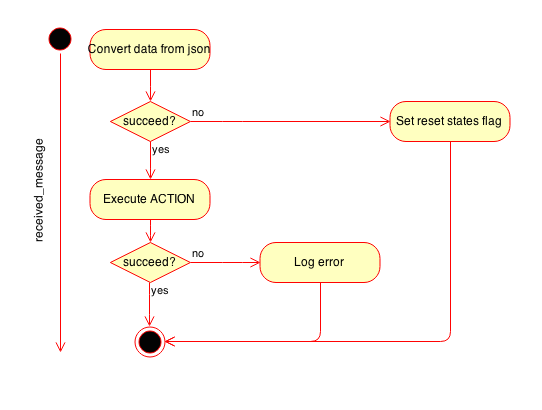 Convert data from json
succeed?
no
Set reset states flag
yes
received_message
Execute ACTION
succeed?
no
Log error
yes